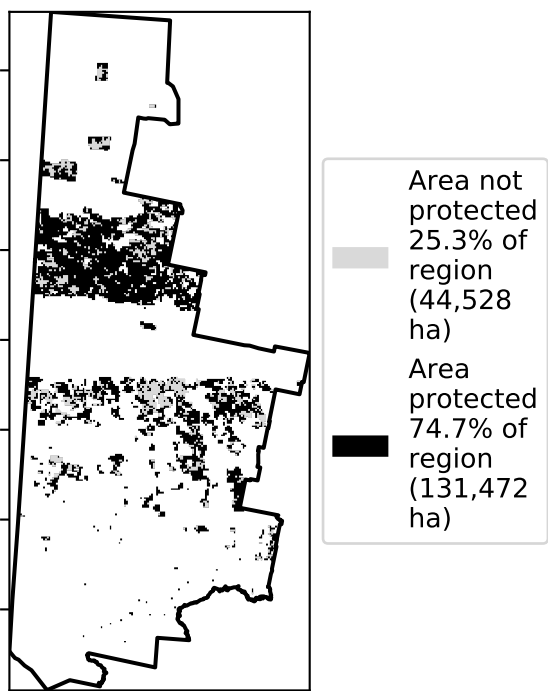 Area not
protected
25.3% of
region
(44,528
ha)
Area
protected
74.7% of
region
(131,472
ha)